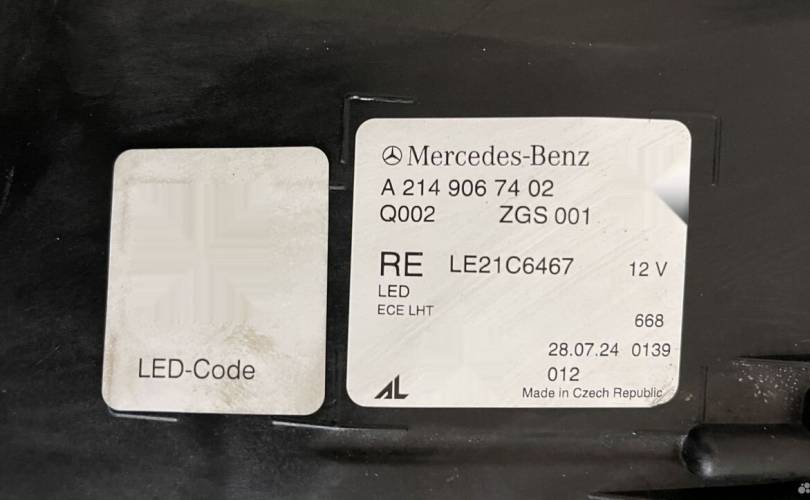 LED-Code
Mercedes-Benz
A 214 906 74 02
Q002 ZGS 001
RE LE21C6467 12 V
LED
ECE LHT
668
28.07.24 0139
012
AL
Made in Czech Republic